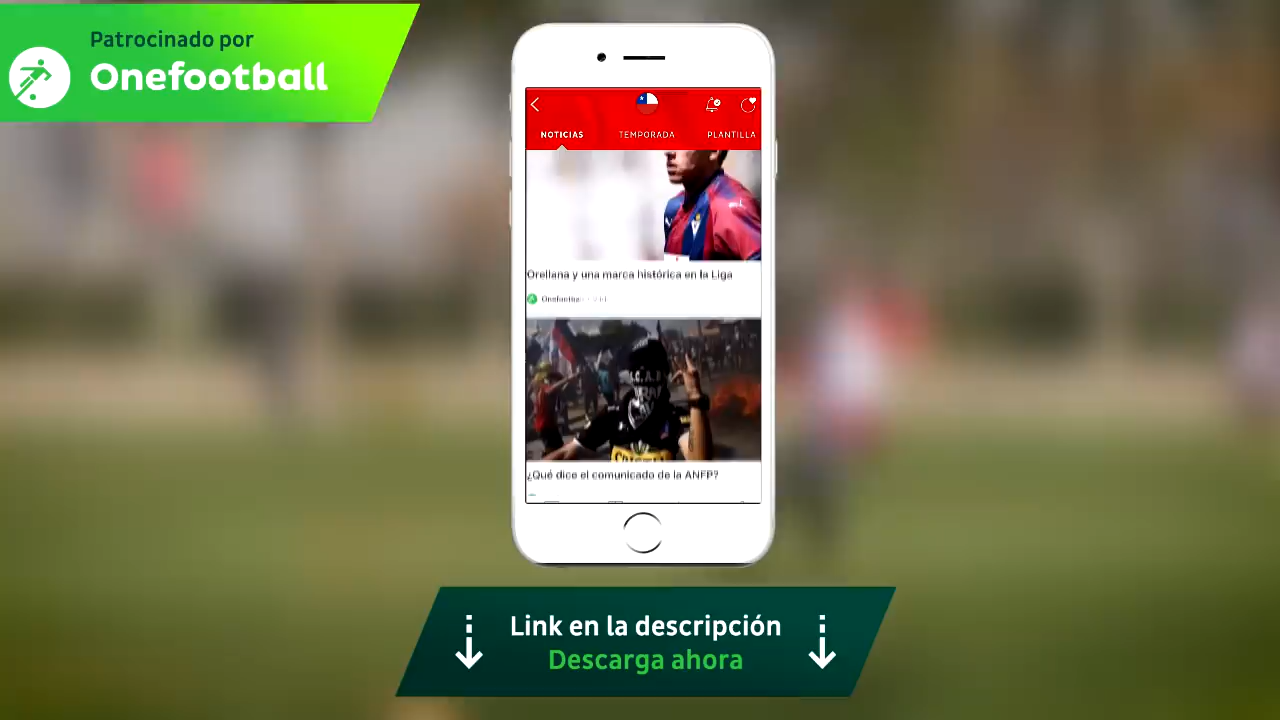 Patrocinado por
Onefootball
NOTICIAS TEMPORADA PLANTILLA
Orellana y una marca histórica en la Liga
Onefootball
¿Qué dice el comunicado de la ANFP?
Link en la descripción
Descarga ahora